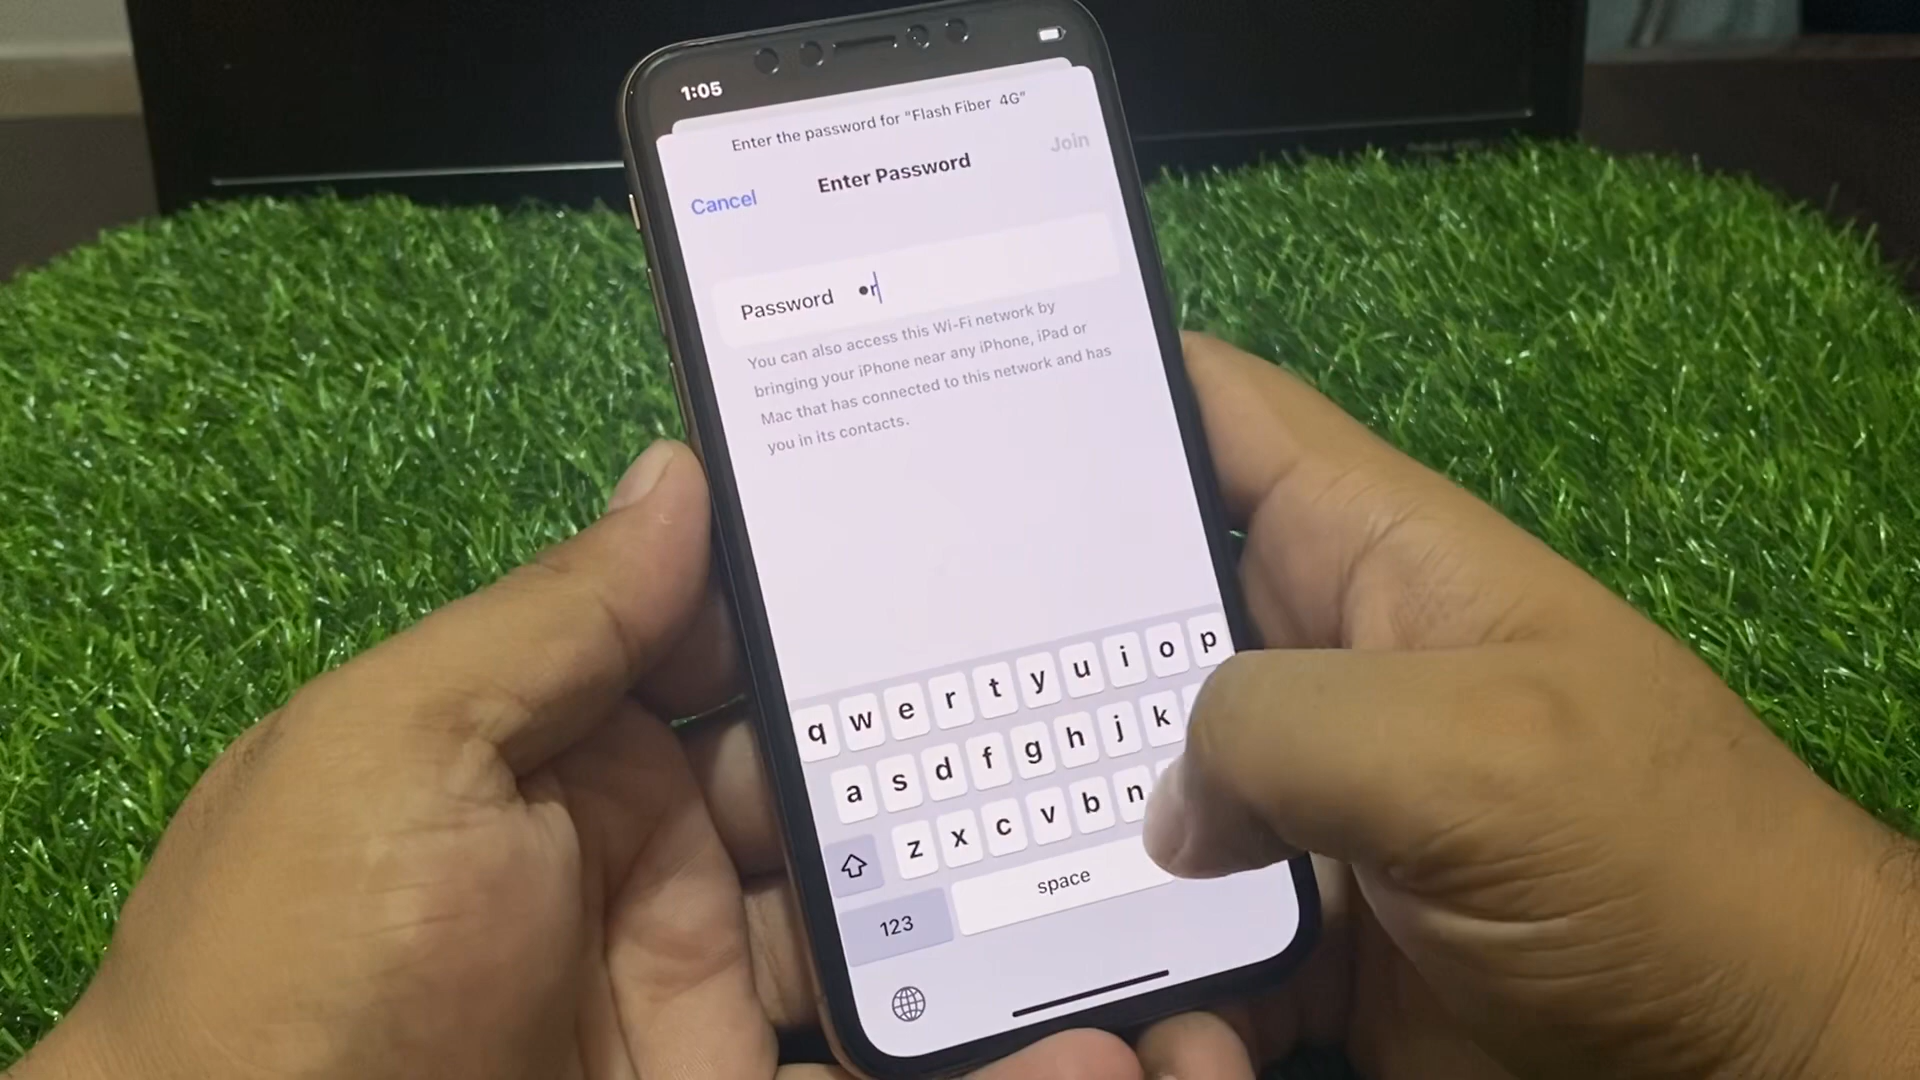 1:05
Enter the password for “Flash Fiber 4G”
Join
Enter Password
Cancel
Password •r
You can also access this Wi-Fi network by
bringing your iPhone near any iPhone, iPad or
Mac that has connected to this network and has
you in its contacts.
q w e r t y u i o p
a s d f g h j k
z x c v b n
123 space